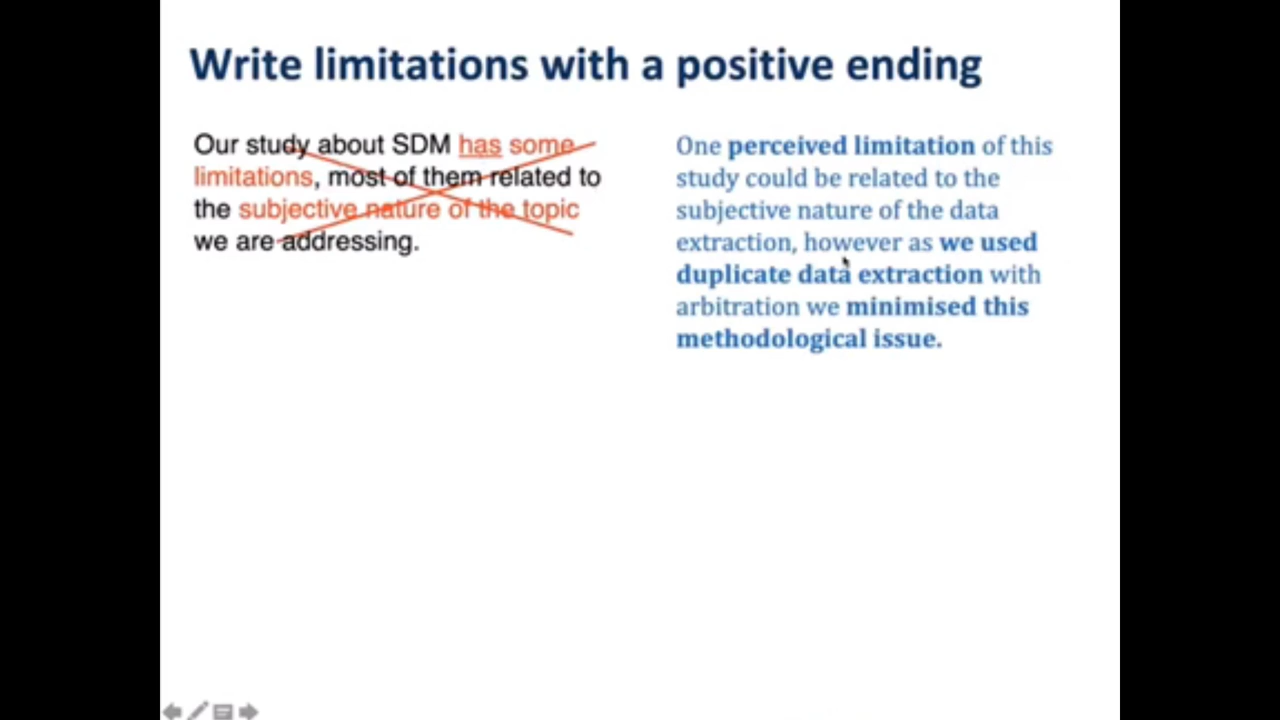 Write limitations with a positive ending
Our study about SDM has some
limitations, most of them related to
the subjective nature of the topic
we are addressing.
One perceived limitation of this
study could be related to the
subjective nature of the data
extraction, however as we used
duplicate data extraction with
arbitration we minimised this
methodological issue.